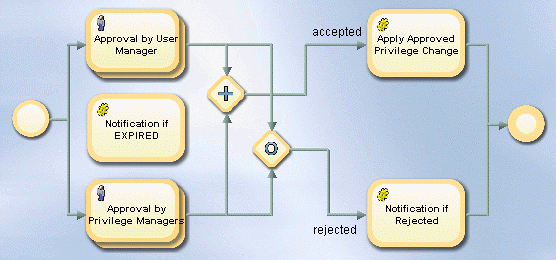 Approval by User
Manager
accepted
Apply Approved
Privilege Change
Notification if
EXPIRED
Approval by
Privilege Managers
rejected
Notification if
Rejected